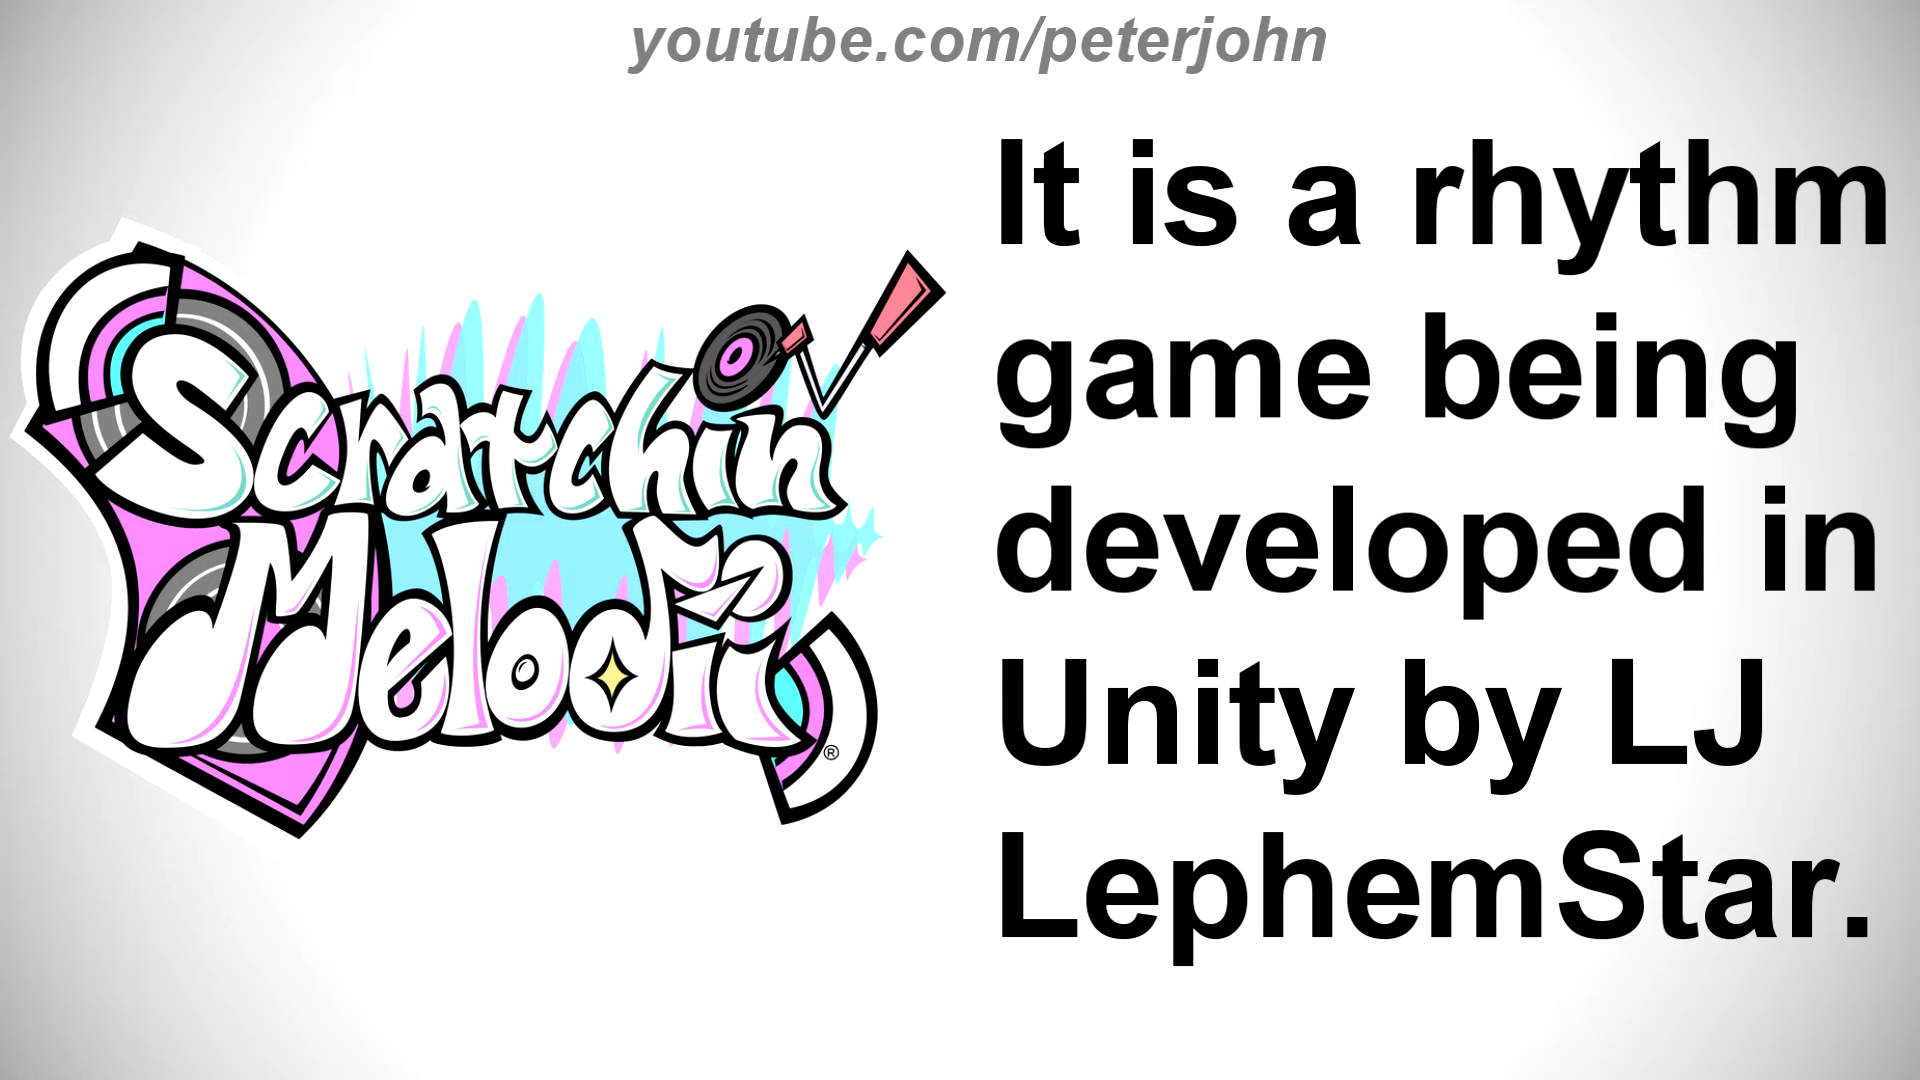 youtube.com/peterjohn
Scratchin
Melodii
®
It is a rhythm
game being
developed in
Unity by LJ
LephemStar.